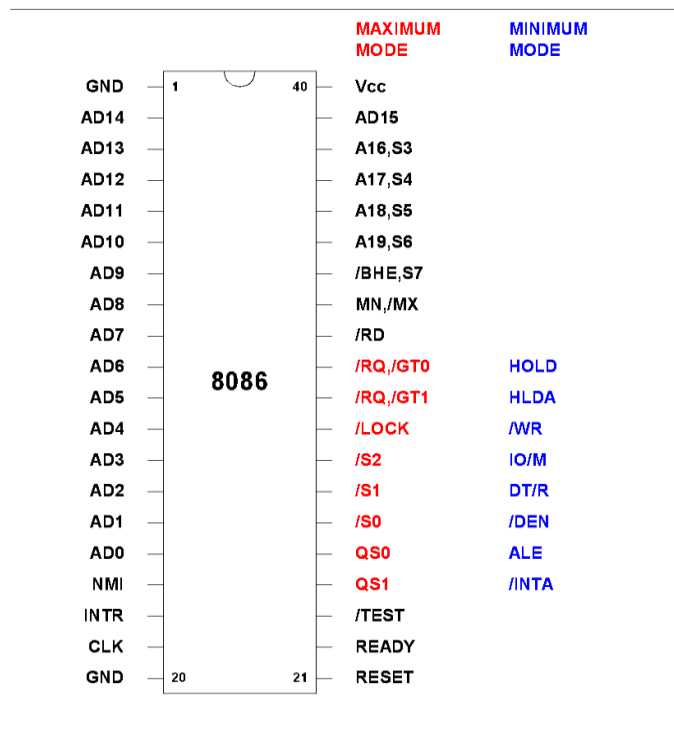 MAXIMUM MODE MINIMUM MODE
GND 1 40 Vcc
AD14 AD15
AD13 A16,S3
AD12 A17,S4
AD11 A18,S5
AD10 A19,S6
AD9 /BHE,S7
AD8 MN,/MX
AD7 /RD
AD6 /RQ,/GT0 HOLD
8086
AD5 /RQ,/GT1 HLDA
AD4 /LOCK /WR
AD3 /S2 IO/M
AD2 /S1 DT/R
AD1 /S0 /DEN
AD0 QS0 ALE
NMI QS1 /INTA
INTR /TEST
CLK READY
GND 20 21 RESET